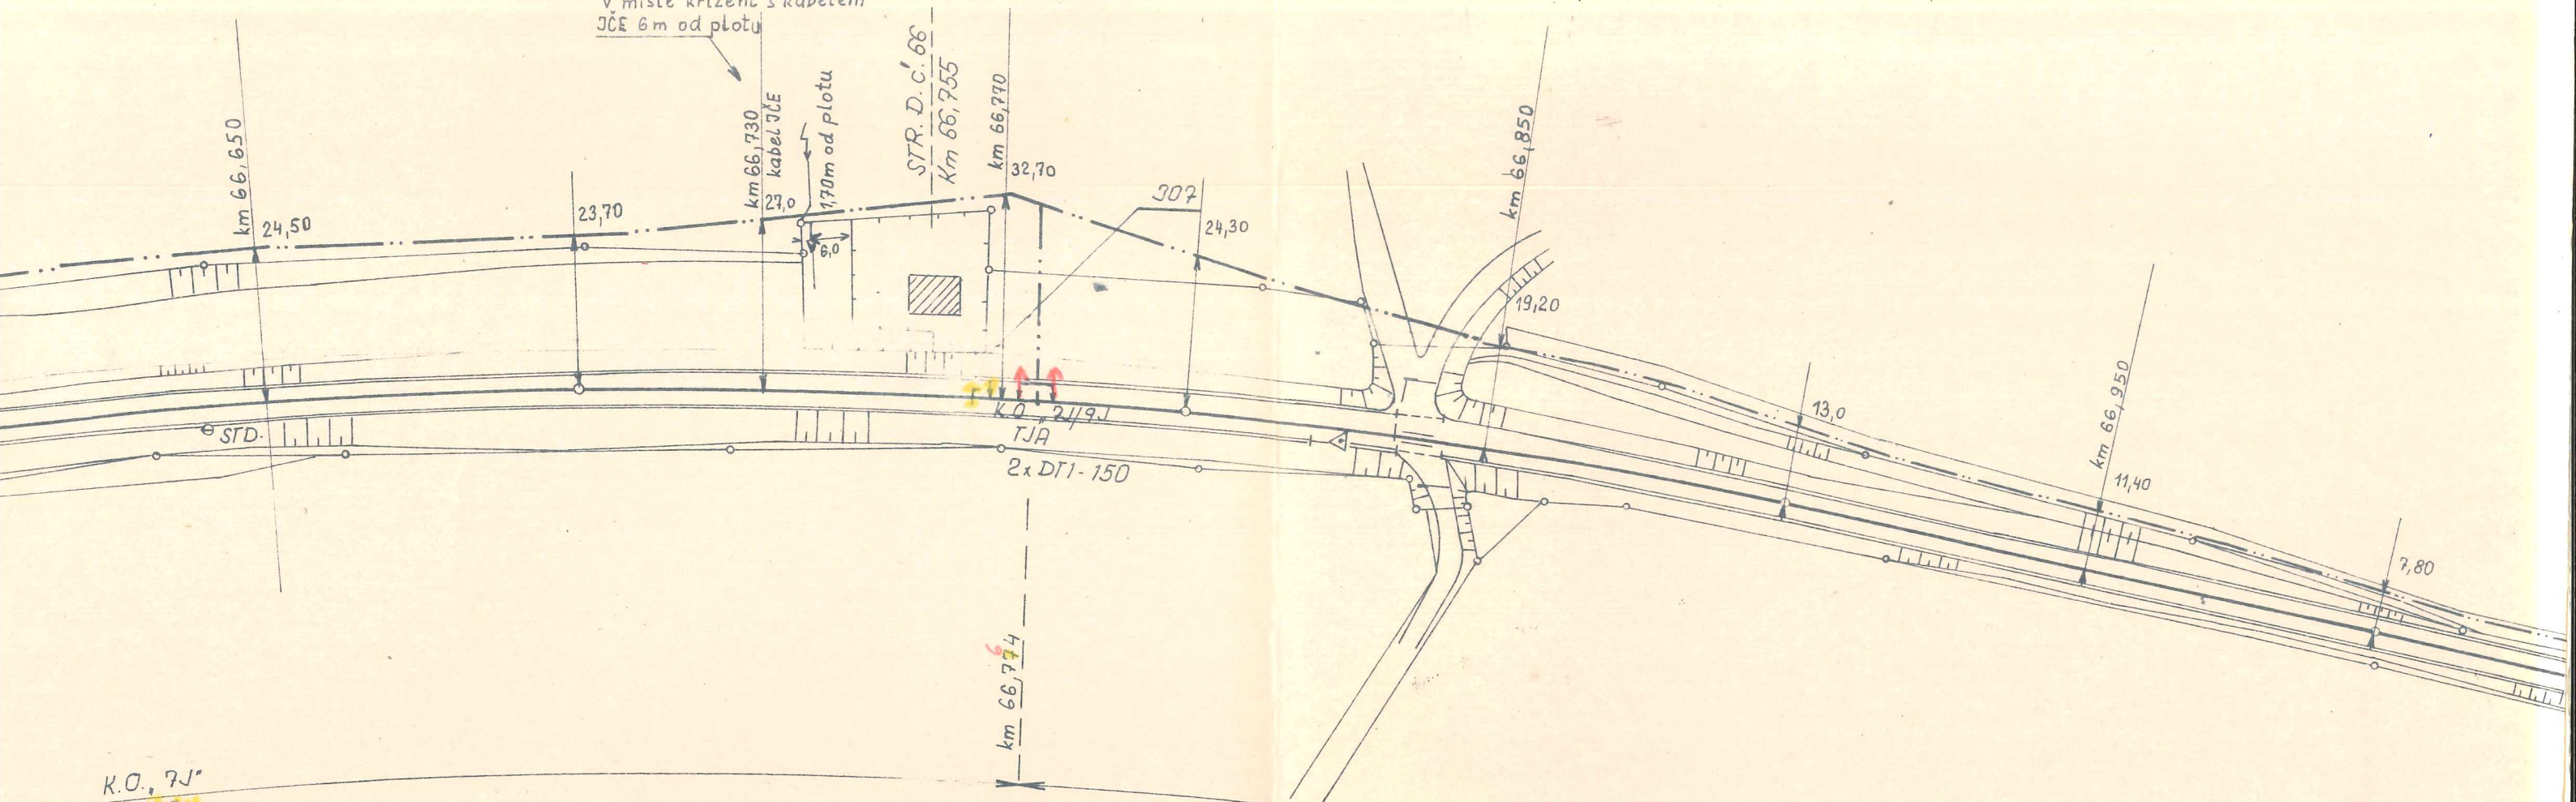 V místě křížení s kabelem
JČE 6m od plotu
km 66,650
24,50
23,70
km 66,730
kabel JČE
27,0
1,70m od plotu
6,0
STR. D. č. 66
Km 66,755
km 66,770
32,70
307
24,30
km 66,850
19,20
13,0
km 66,950
11,40
7,80
STD.
K.O.
TJA
2x DT1-150
6
km 66,774
K.O. "7J"